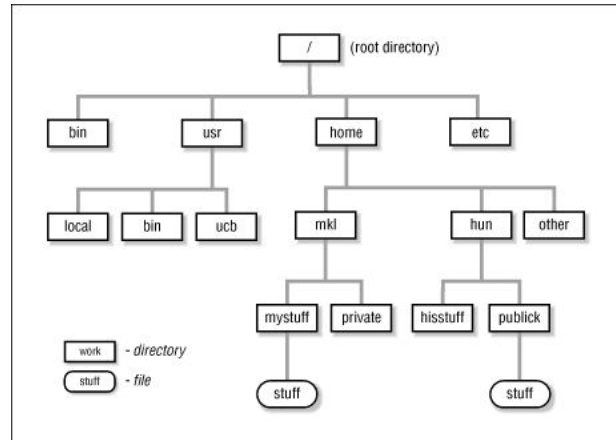 / (root directory)
bin usr home etc
local bin ucb mkl hun other
mystuff private hisstuff publick
work - directory
stuff - file
stuff stuff